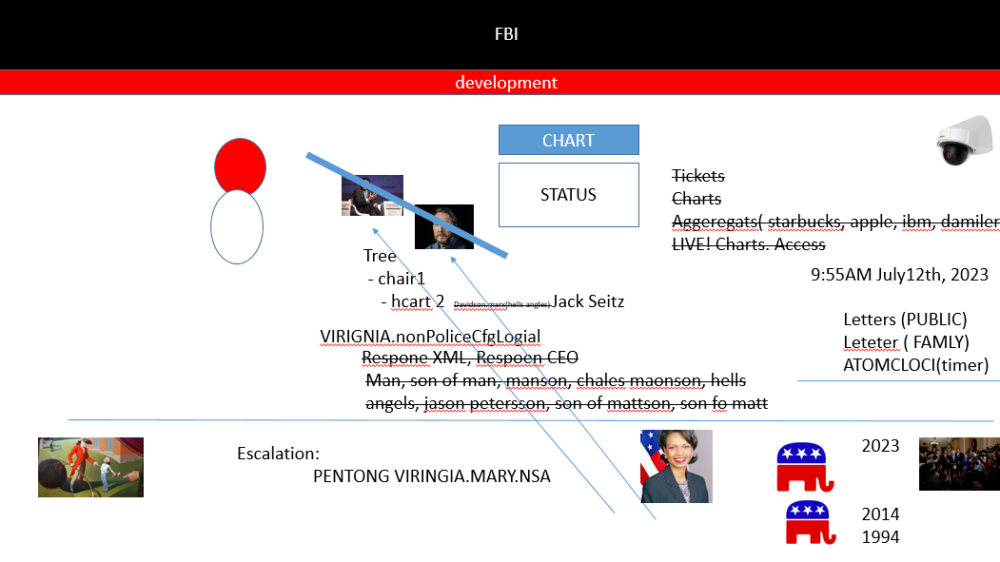 FBI
development
CHART
STATUS
Tickets
Charts
Aggeregats( starbucks, apple, ibm, damiler
LIVE! Charts. Access
Tree
- chair1
- hcart 2 Davidson.marx(hells angles) Jack Seitz
9:55AM July12th, 2023
Letters (PUBLIC)
Leteter ( FAMLY)
ATOMCLOCI(timer)
VIRIGNIA.nonPoliceCfgLogial
Respone XML, Respoen CEO
Man, son of man, manson, chales maonson, hells
angels, jason petersson, son of mattson, son fo matt
Escalation:
PENTONG VIRINGIA.MARY.NSA
2023
2014
1994